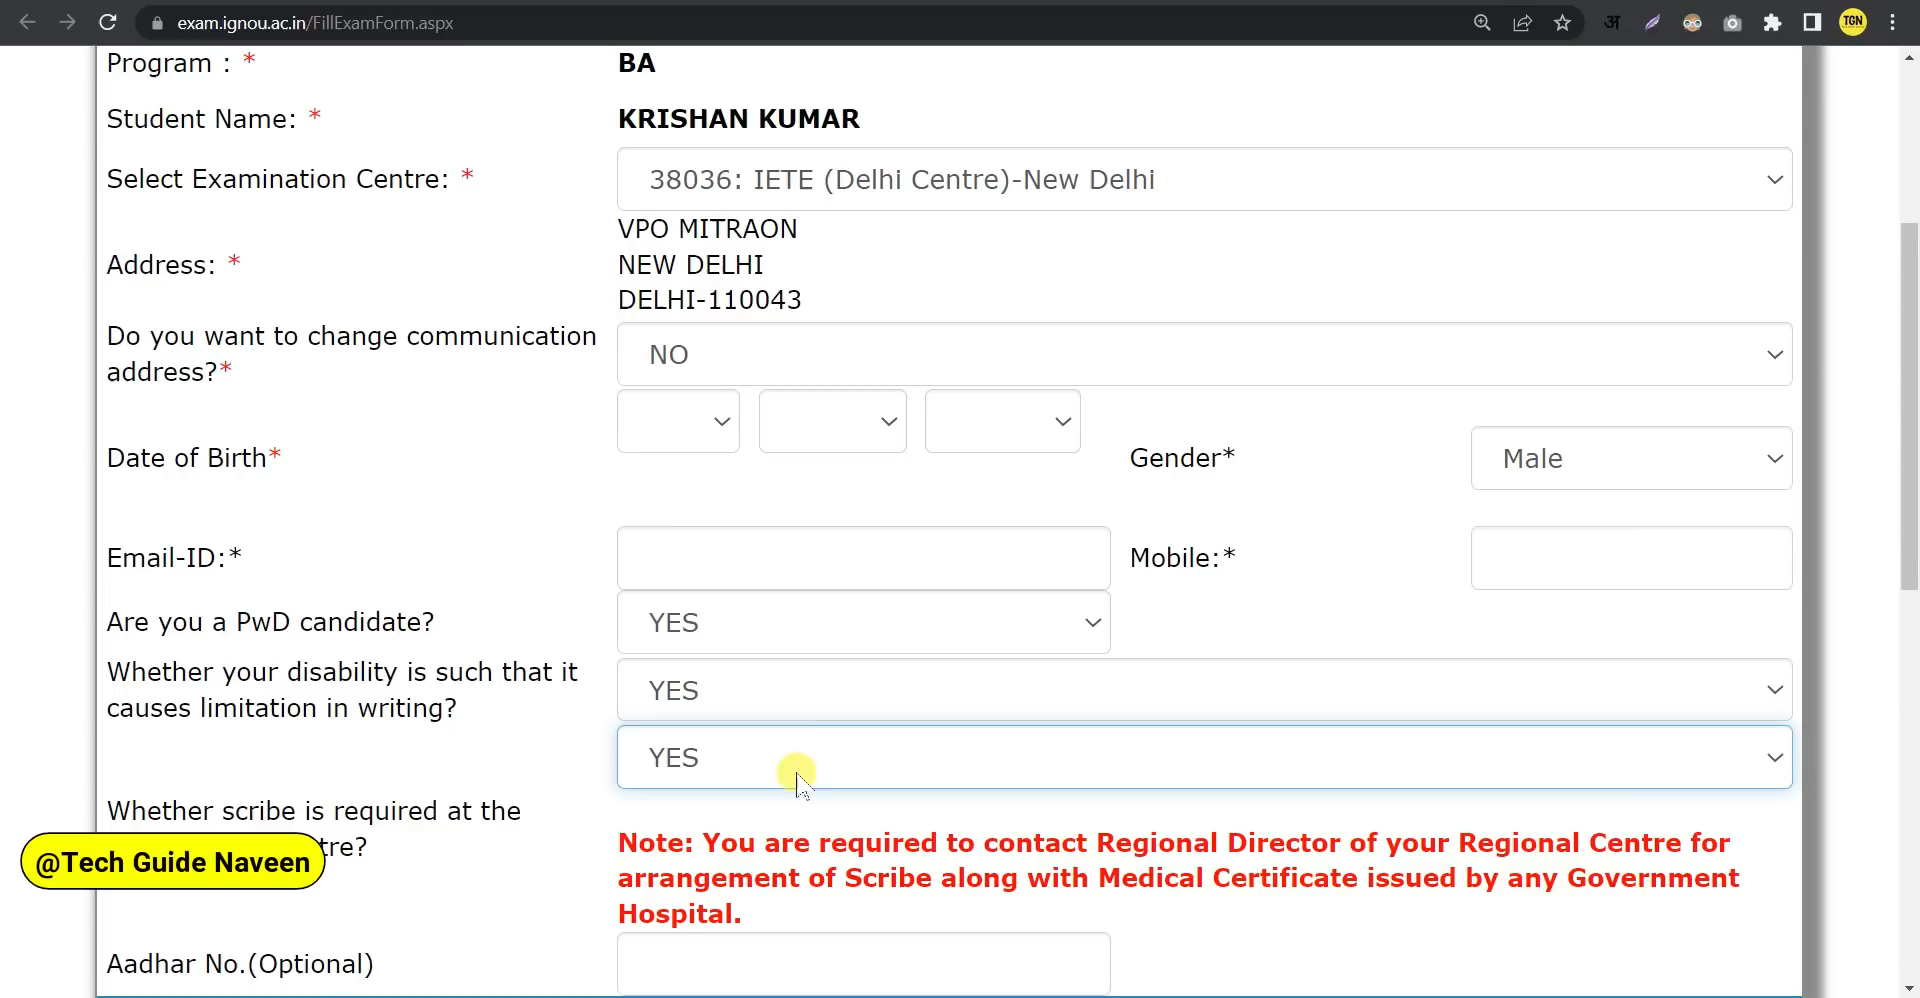 exam.ignou.ac.in/FillExamForm.aspx
अ
TGN
Program : * BA
Student Name: * KRISHAN KUMAR
Select Examination Centre: * 38036: IETE (Delhi Centre)-New Delhi
VPO MITRAON
Address: * NEW DELHI
DELHI-110043
Do you want to change communication
address?* NO
Date of Birth* Gender* Male
Email-ID:* Mobile:*
Are you a PwD candidate? YES
Whether your disability is such that it
causes limitation in writing? YES
YES
Whether scribe is required at the
tre?
@Tech Guide Naveen
Note: You are required to contact Regional Director of your Regional Centre for
arrangement of Scribe along with Medical Certificate issued by any Government
Hospital.
Aadhar No.(Optional)